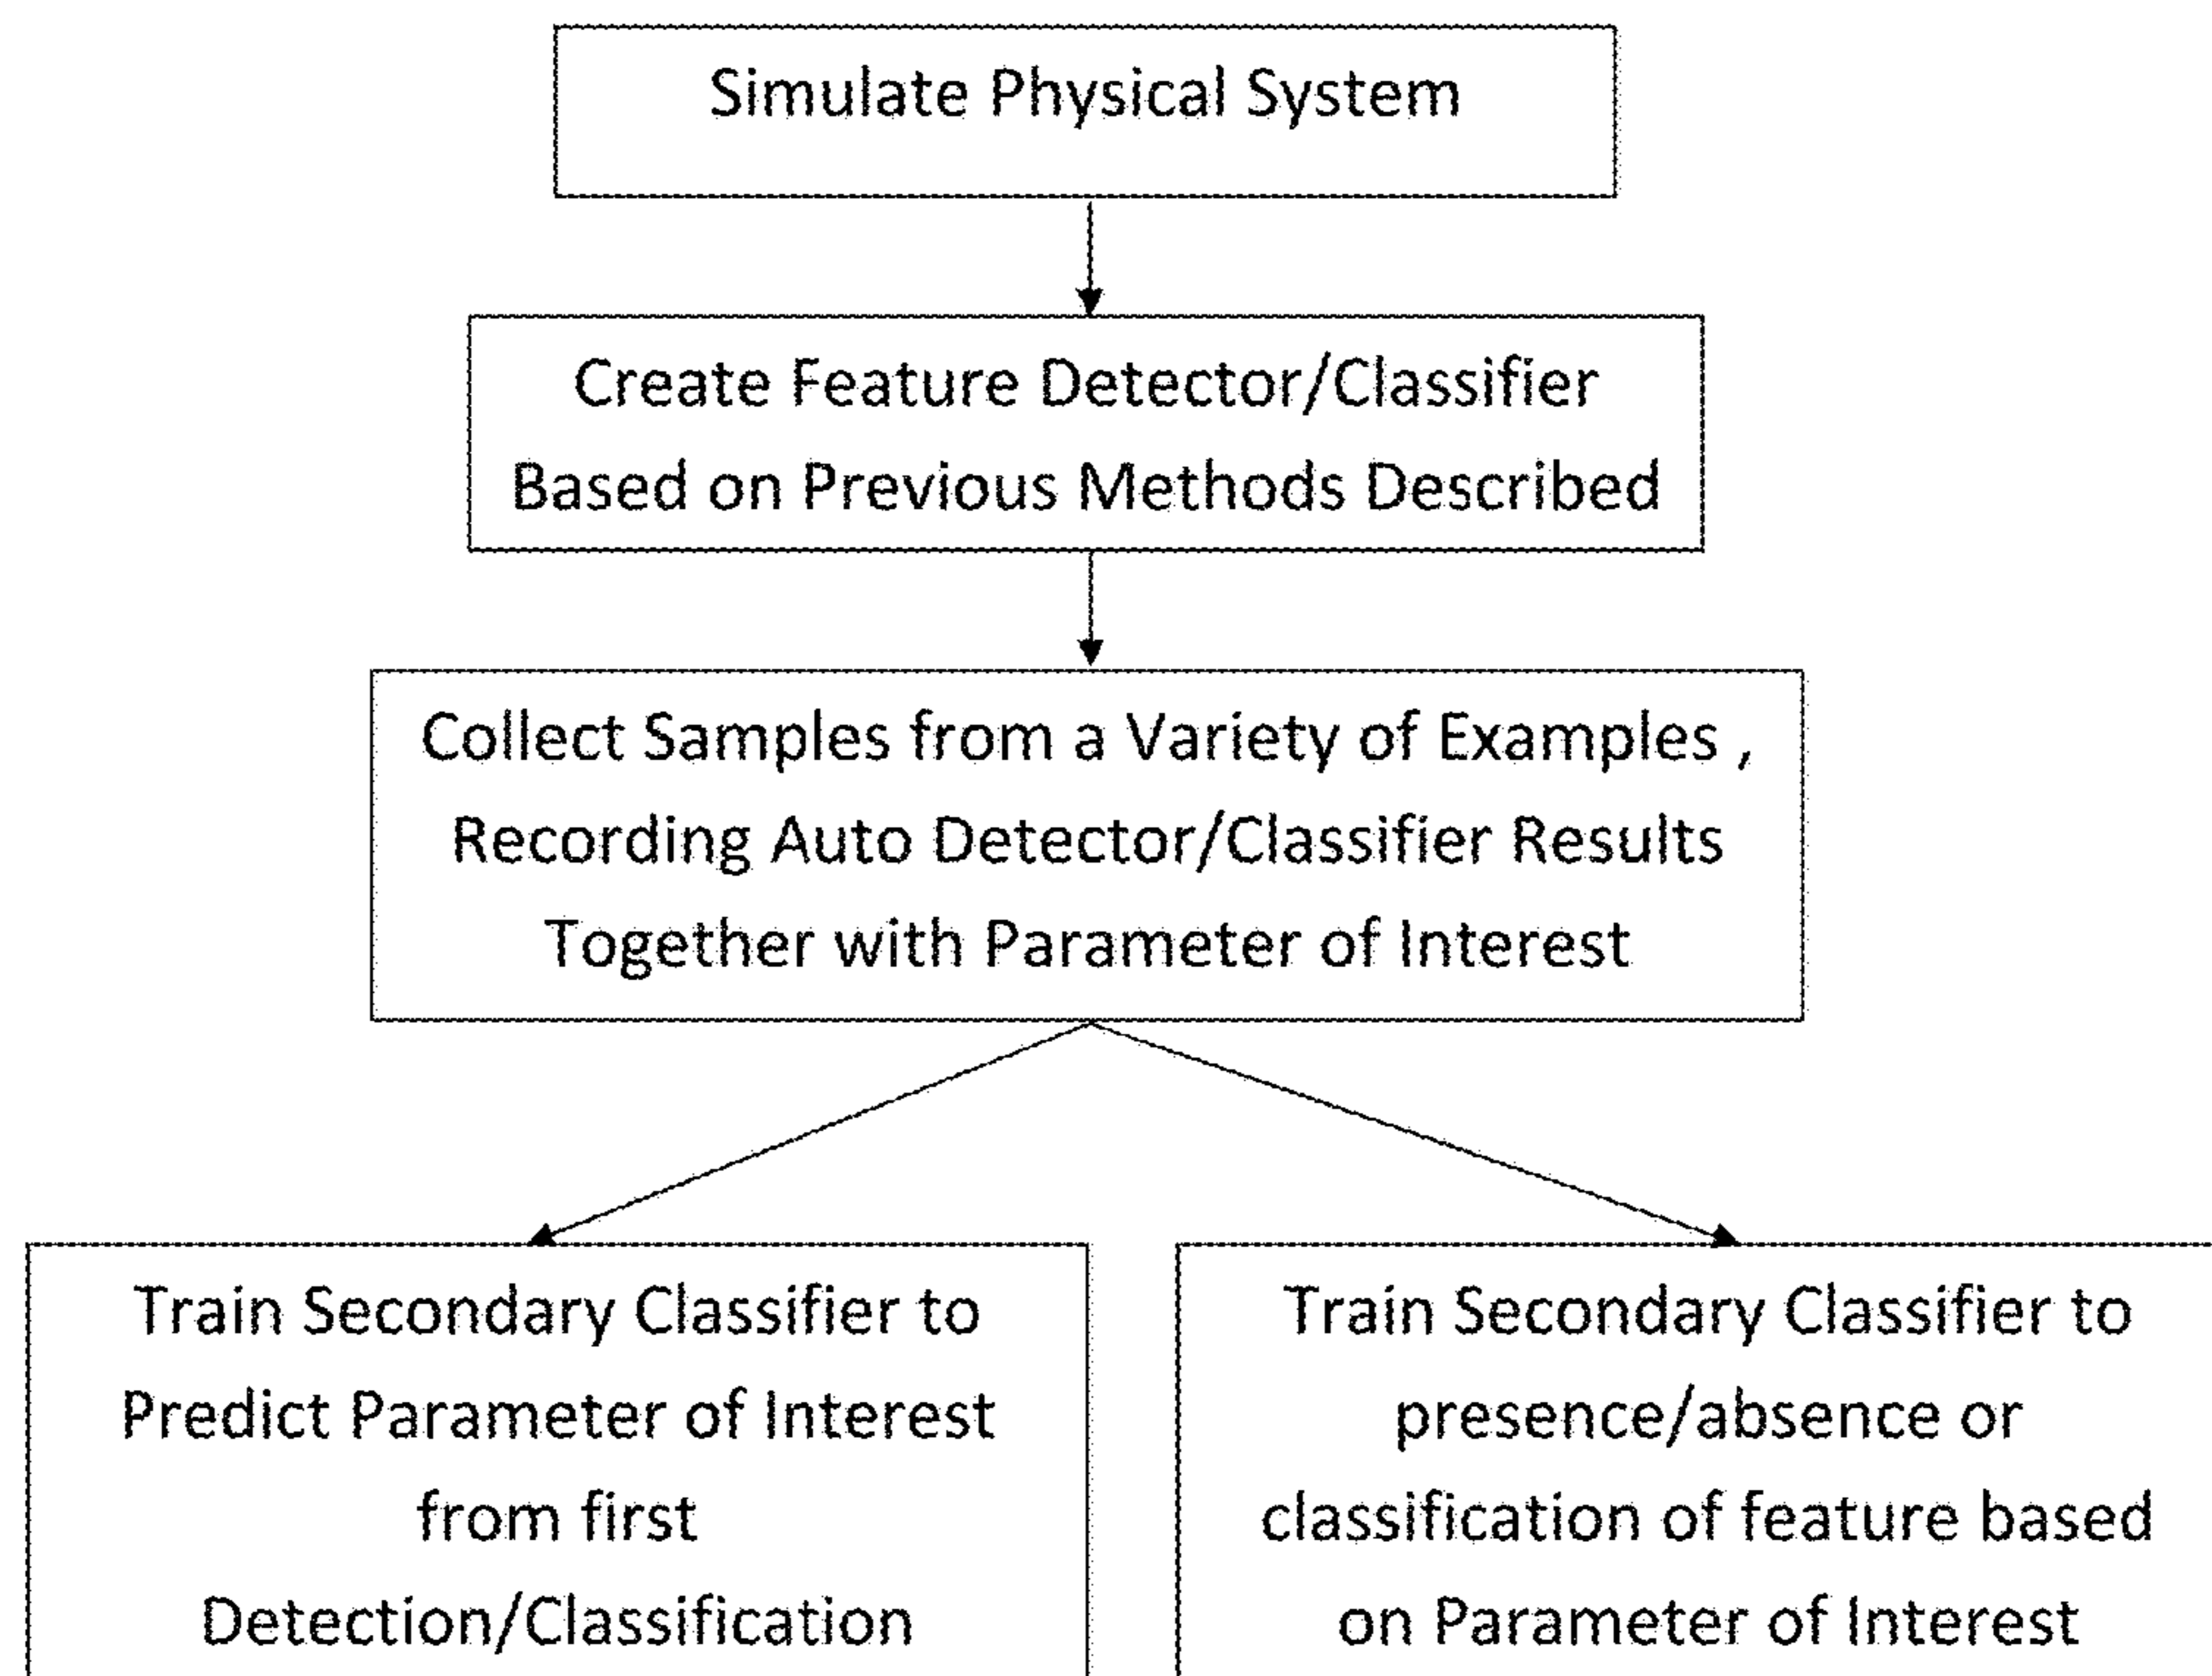 Simulate Physical System
Create Feature Detector/Classifier
Based on Previous Methods Described
Collect Samples from a Variety of Examples ,
Recording Auto Detector/Classifier Results
Together with Parameter of Interest
Train Secondary Classifier to
Predict Parameter of Interest
from first
Detection/Classification
Train Secondary Classifier to
presence/absence or
classification of feature based
on Parameter of Interest